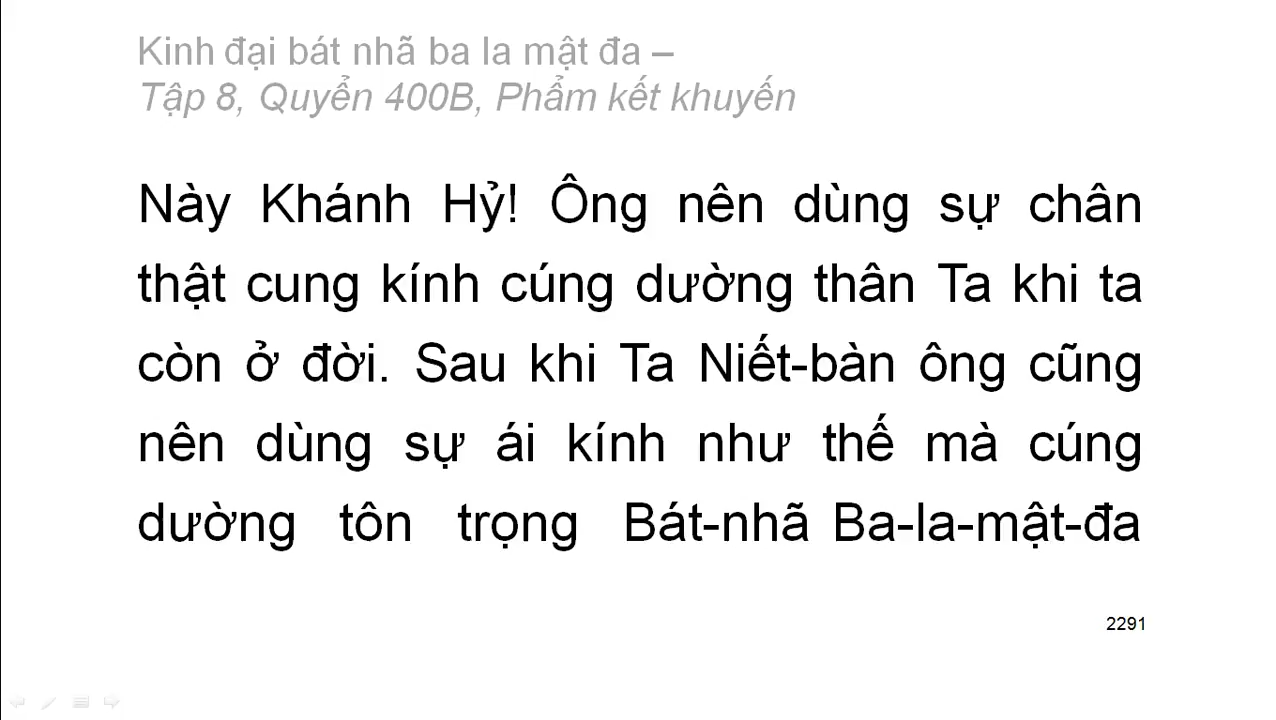 Kinh đại bát nhã ba la mật đa –
Tập 8, Quyển 400B, Phẩm kết khuyến
Này Khánh Hỷ! Ông nên dùng sự chân
thật cung kính cúng dường thân Ta khi ta
còn ở đời. Sau khi Ta Niết-bàn ông cũng
nên dùng sự ái kính như thế mà cúng
dường tôn trọng Bát-nhã Ba-la-mật-đa
2291